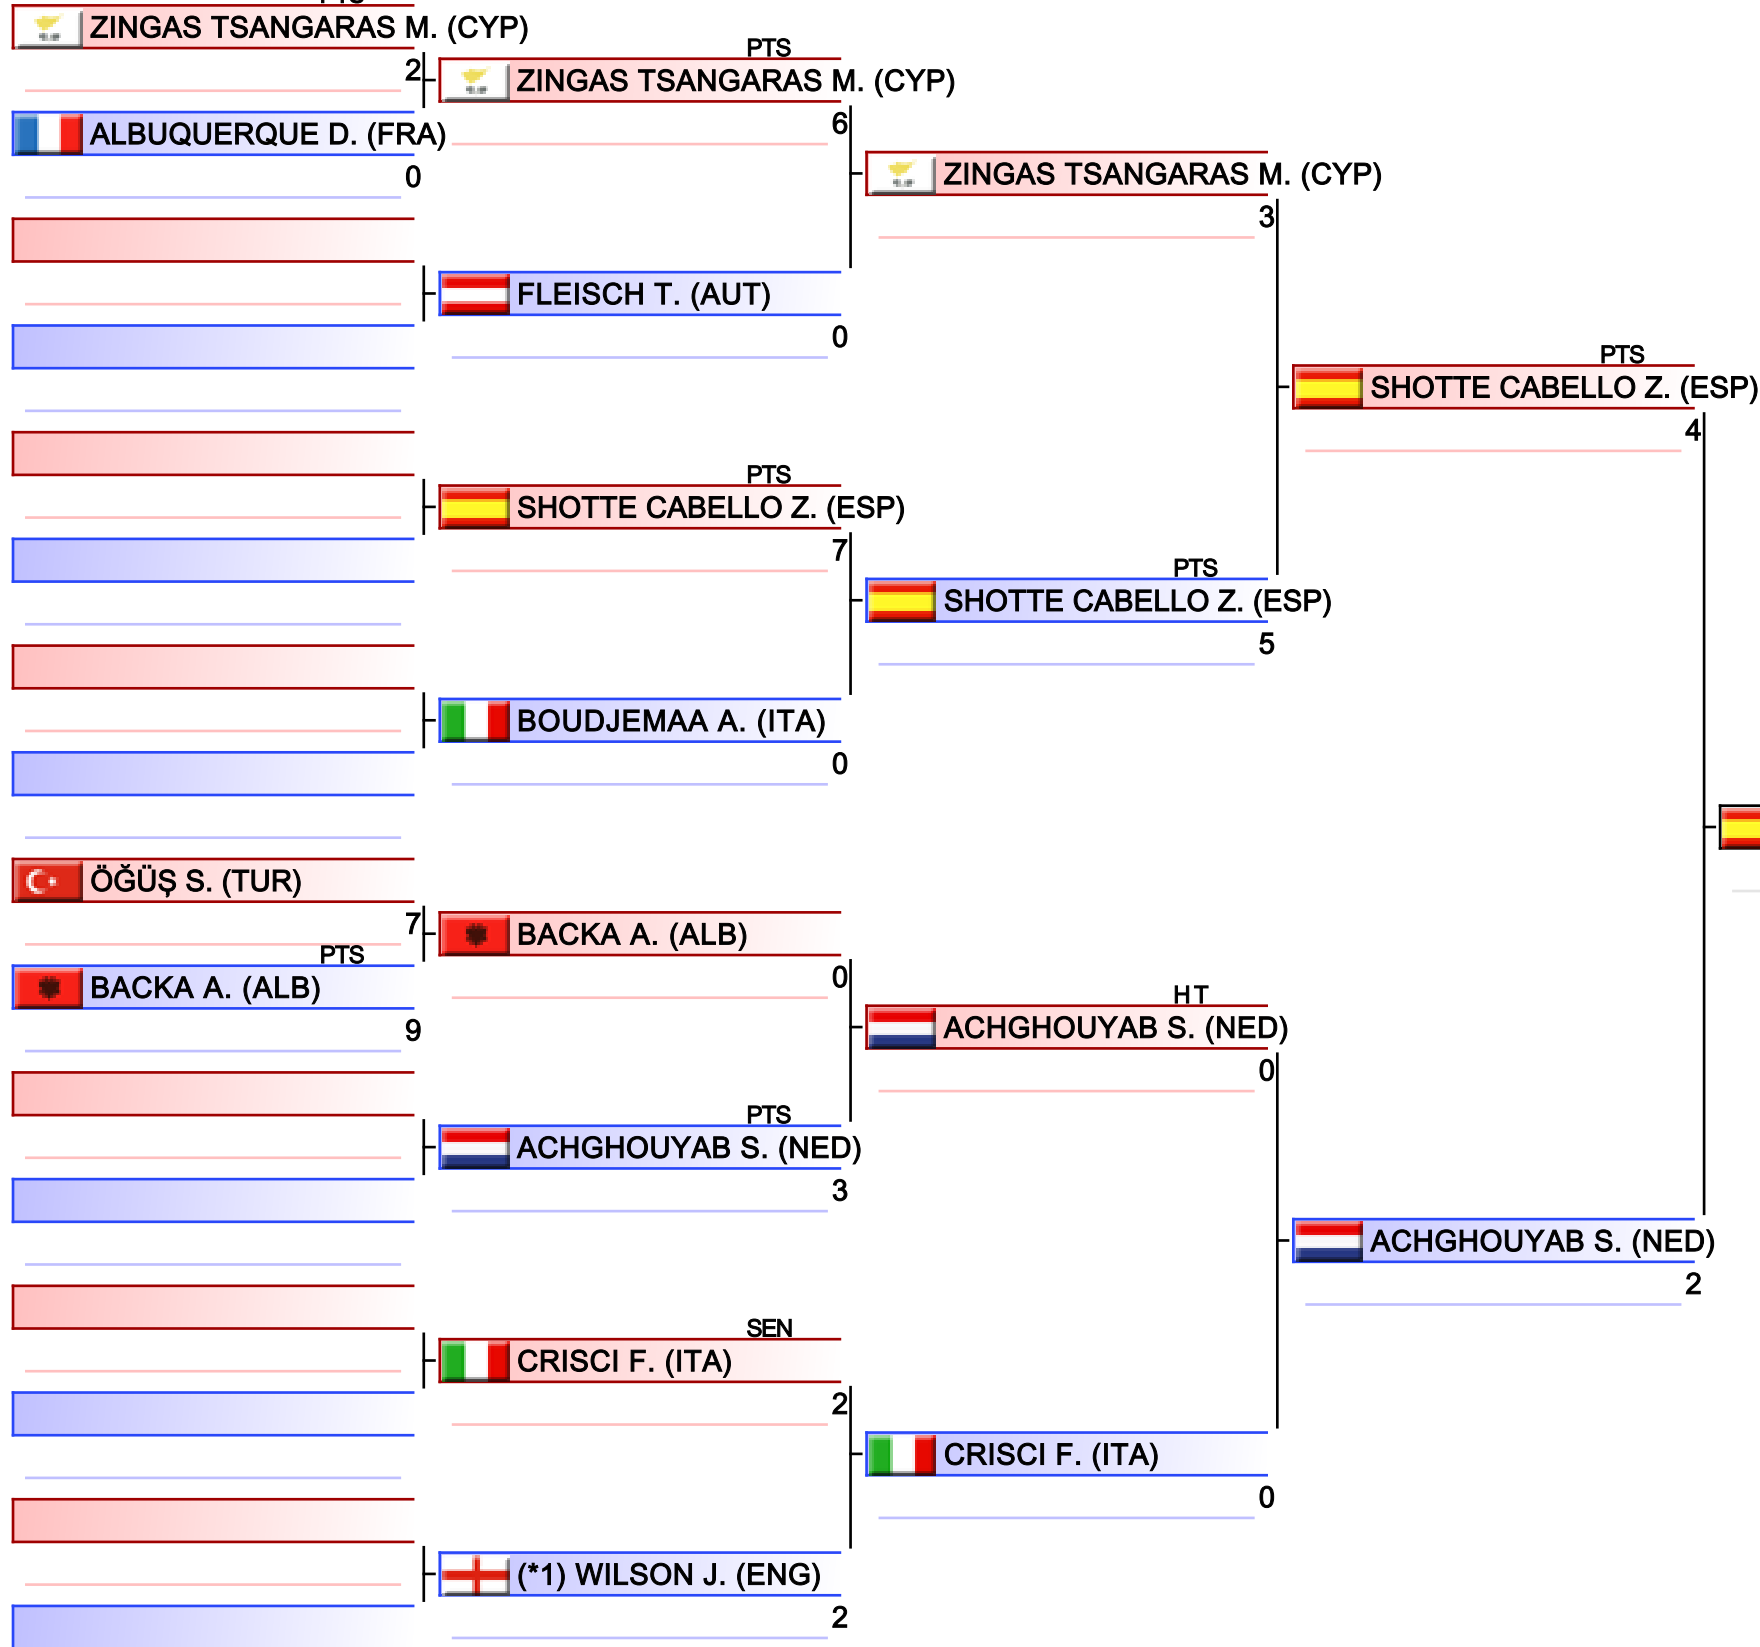 ZINGAS TSANGARAS M. (CYP)
2
ALBUQUERQUE D. (FRA)
0
ÖĞÜŞ S. (TUR)
7
PTS
BACKA A. (ALB)
9
PTS
ZINGAS TSANGARAS M. (CYP)
6
FLEISCH T. (AUT)
0
PTS
SHOTTE CABELLO Z. (ESP)
7
BOUDJEMAA A. (ITA)
0
BACKA A. (ALB)
0
PTS
ACHGHOUYAB S. (NED)
3
SEN
CRISCI F. (ITA)
2
(*1) WILSON J. (ENG)
2
ZINGAS TSANGARAS M. (CYP)
3
PTS
SHOTTE CABELLO Z. (ESP)
5
HT
ACHGHOUYAB S. (NED)
0
CRISCI F. (ITA)
0
PTS
SHOTTE CABELLO Z. (ESP)
4
ACHGHOUYAB S. (NED)
2